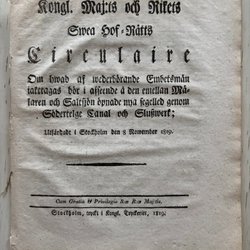 Kongl. Maj:ts och Rikets
Swea Hof-Rätts
Circulaire
Om hwad af wederbörande Embetsmän
iakttagas bör i afseende å den emellan Mä-
laren och Saltsjön öpnade nya segelled genom
Södertelge Canal och Slußwerk;
Utfärdadt i Stockholm den 8 November 1819.
Cum Gratia & Privilegio S:æ R:æ Maj:tis.
Stockholm, tryckt i Kongl. Tryckeriet, 1819.